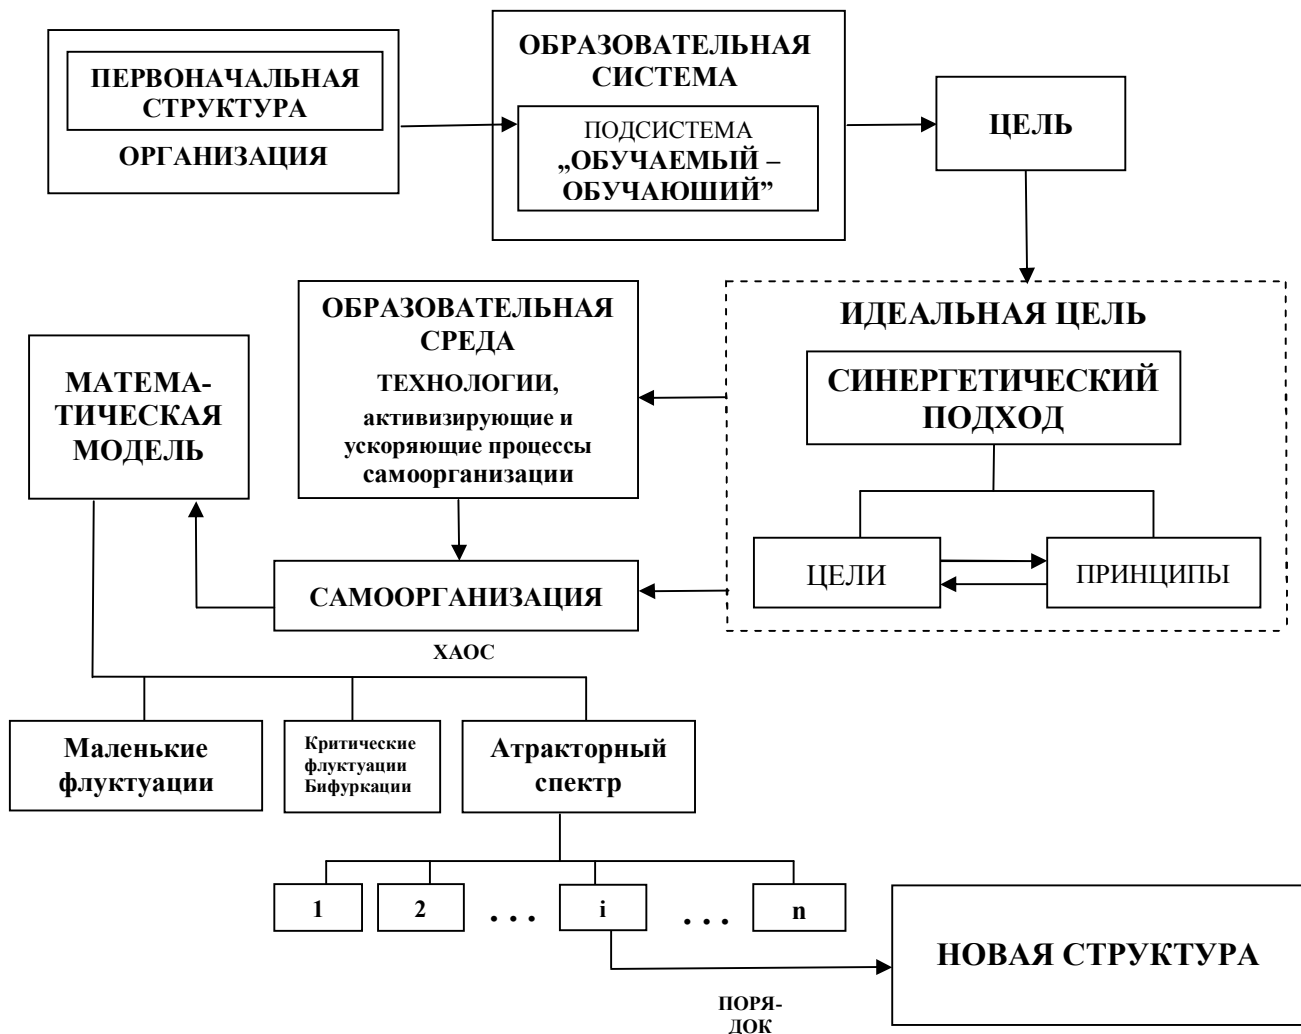 ПЕРВОНАЧАЛЬНАЯ
СТРУКТУРА
ОРГАНИЗАЦИЯ
ОБРАЗОВАТЕЛЬНАЯ
СИСТЕМА
ПОДСИСТЕМА
„ОБУЧАЕМЫЙ –
ОБУЧАЮШИЙ”
ЦЕЛЬ
ИДЕАЛЬНАЯ ЦЕЛЬ
СИНЕРГЕТИЧЕСКИЙ
ПОДХОД
ЦЕЛИ
ПРИНЦИПЫ
ОБРАЗОВАТЕЛЬНАЯ
СРЕДА
ТЕХНОЛОГИИ,
активизирующие и
ускоряющие процессы
самоорганизации
МАТЕМА-
ТИЧЕСКАЯ
МОДЕЛЬ
САМООРГАНИЗАЦИЯ
ХАОС
Маленькие
флуктуации
Критические
флуктуации
Бифуркации
Атракторный
спектр
1
2
. . .
i
. . .
n
НОВАЯ СТРУКТУРА
ПОРЯ-
ДОК